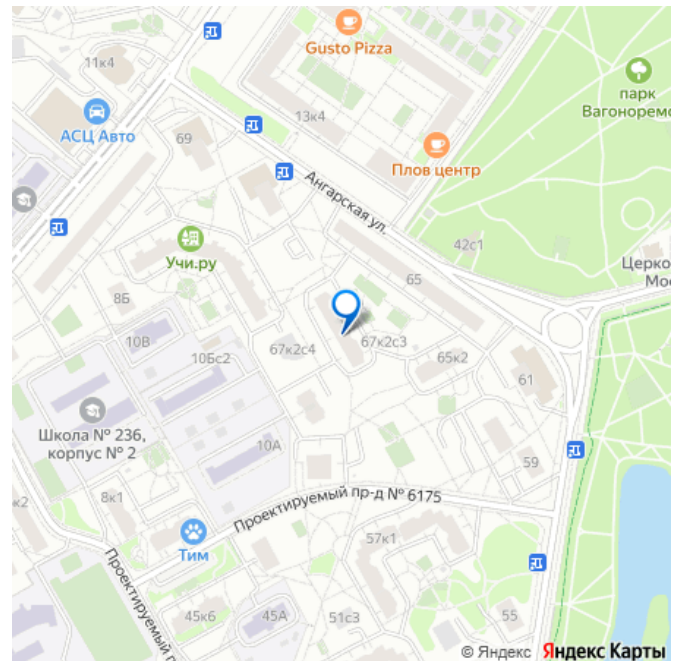 11к4
Gusto Pizza
парк
Вагоноремо
АСЦ Авто
69
13к4
Плов центр
Ангарская ул.
42с1
Церко
Мос
Учи.ру
8Б
65
10В
10Бс2
67к2с4
67к2с3
65к2
61
Школа № 236,
корпус № 2
10А
59
к2
8к1
Проектируемый пр-д № 6175
Тим
57к1
Проектируемый п
45к6
45А
51с3
55
© Яндекс Яндекс Карты